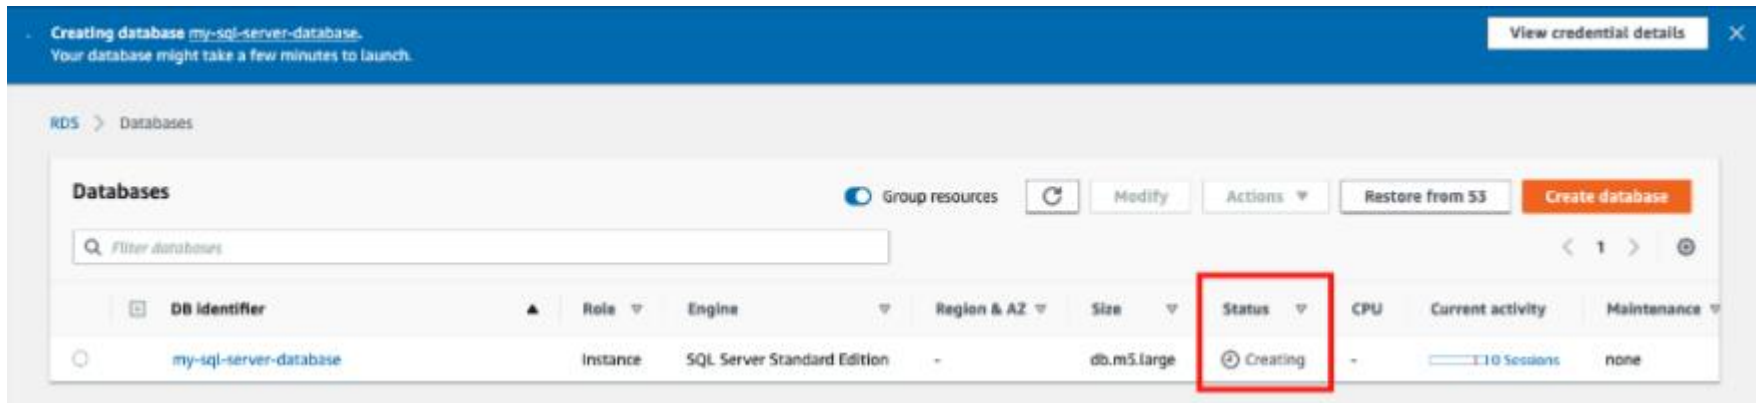 Creating database my-sql-server-database.
Your database might take a few minutes to launch.
View credential details
RDS > Databases
Databases
Group resources
Modify
Actions
Restore from S3
Create database
Filter databases
1
DB identifier Role Engine Region & AZ Size Status CPU Current activity Maintenance
my-sql-server-database Instance SQL Server Standard Edition - db.m5.large Creating - 0 Sessions none